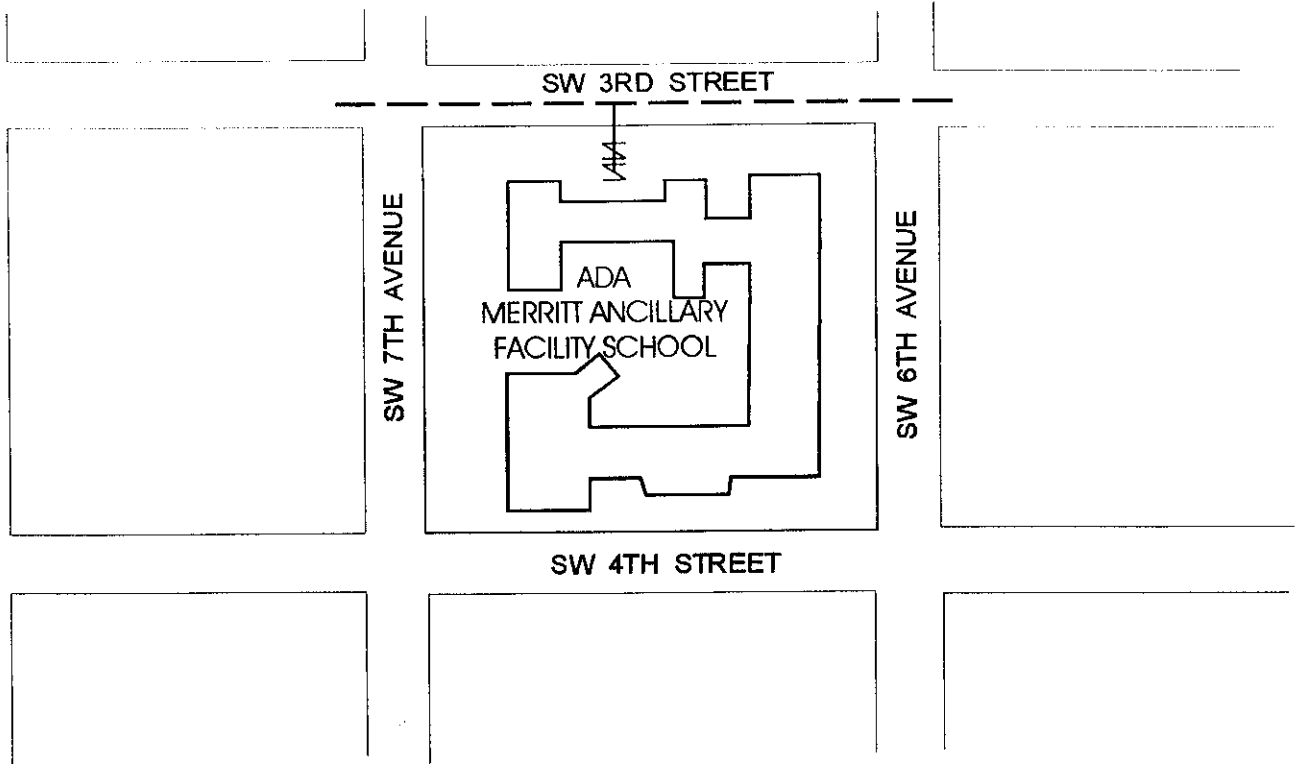 SW 3RD STREET
SW 7TH AVENUE
ADA
MERRITT ANCILLARY
FACILITY SCHOOL
SW 6TH AVENUE
SW 4TH STREET